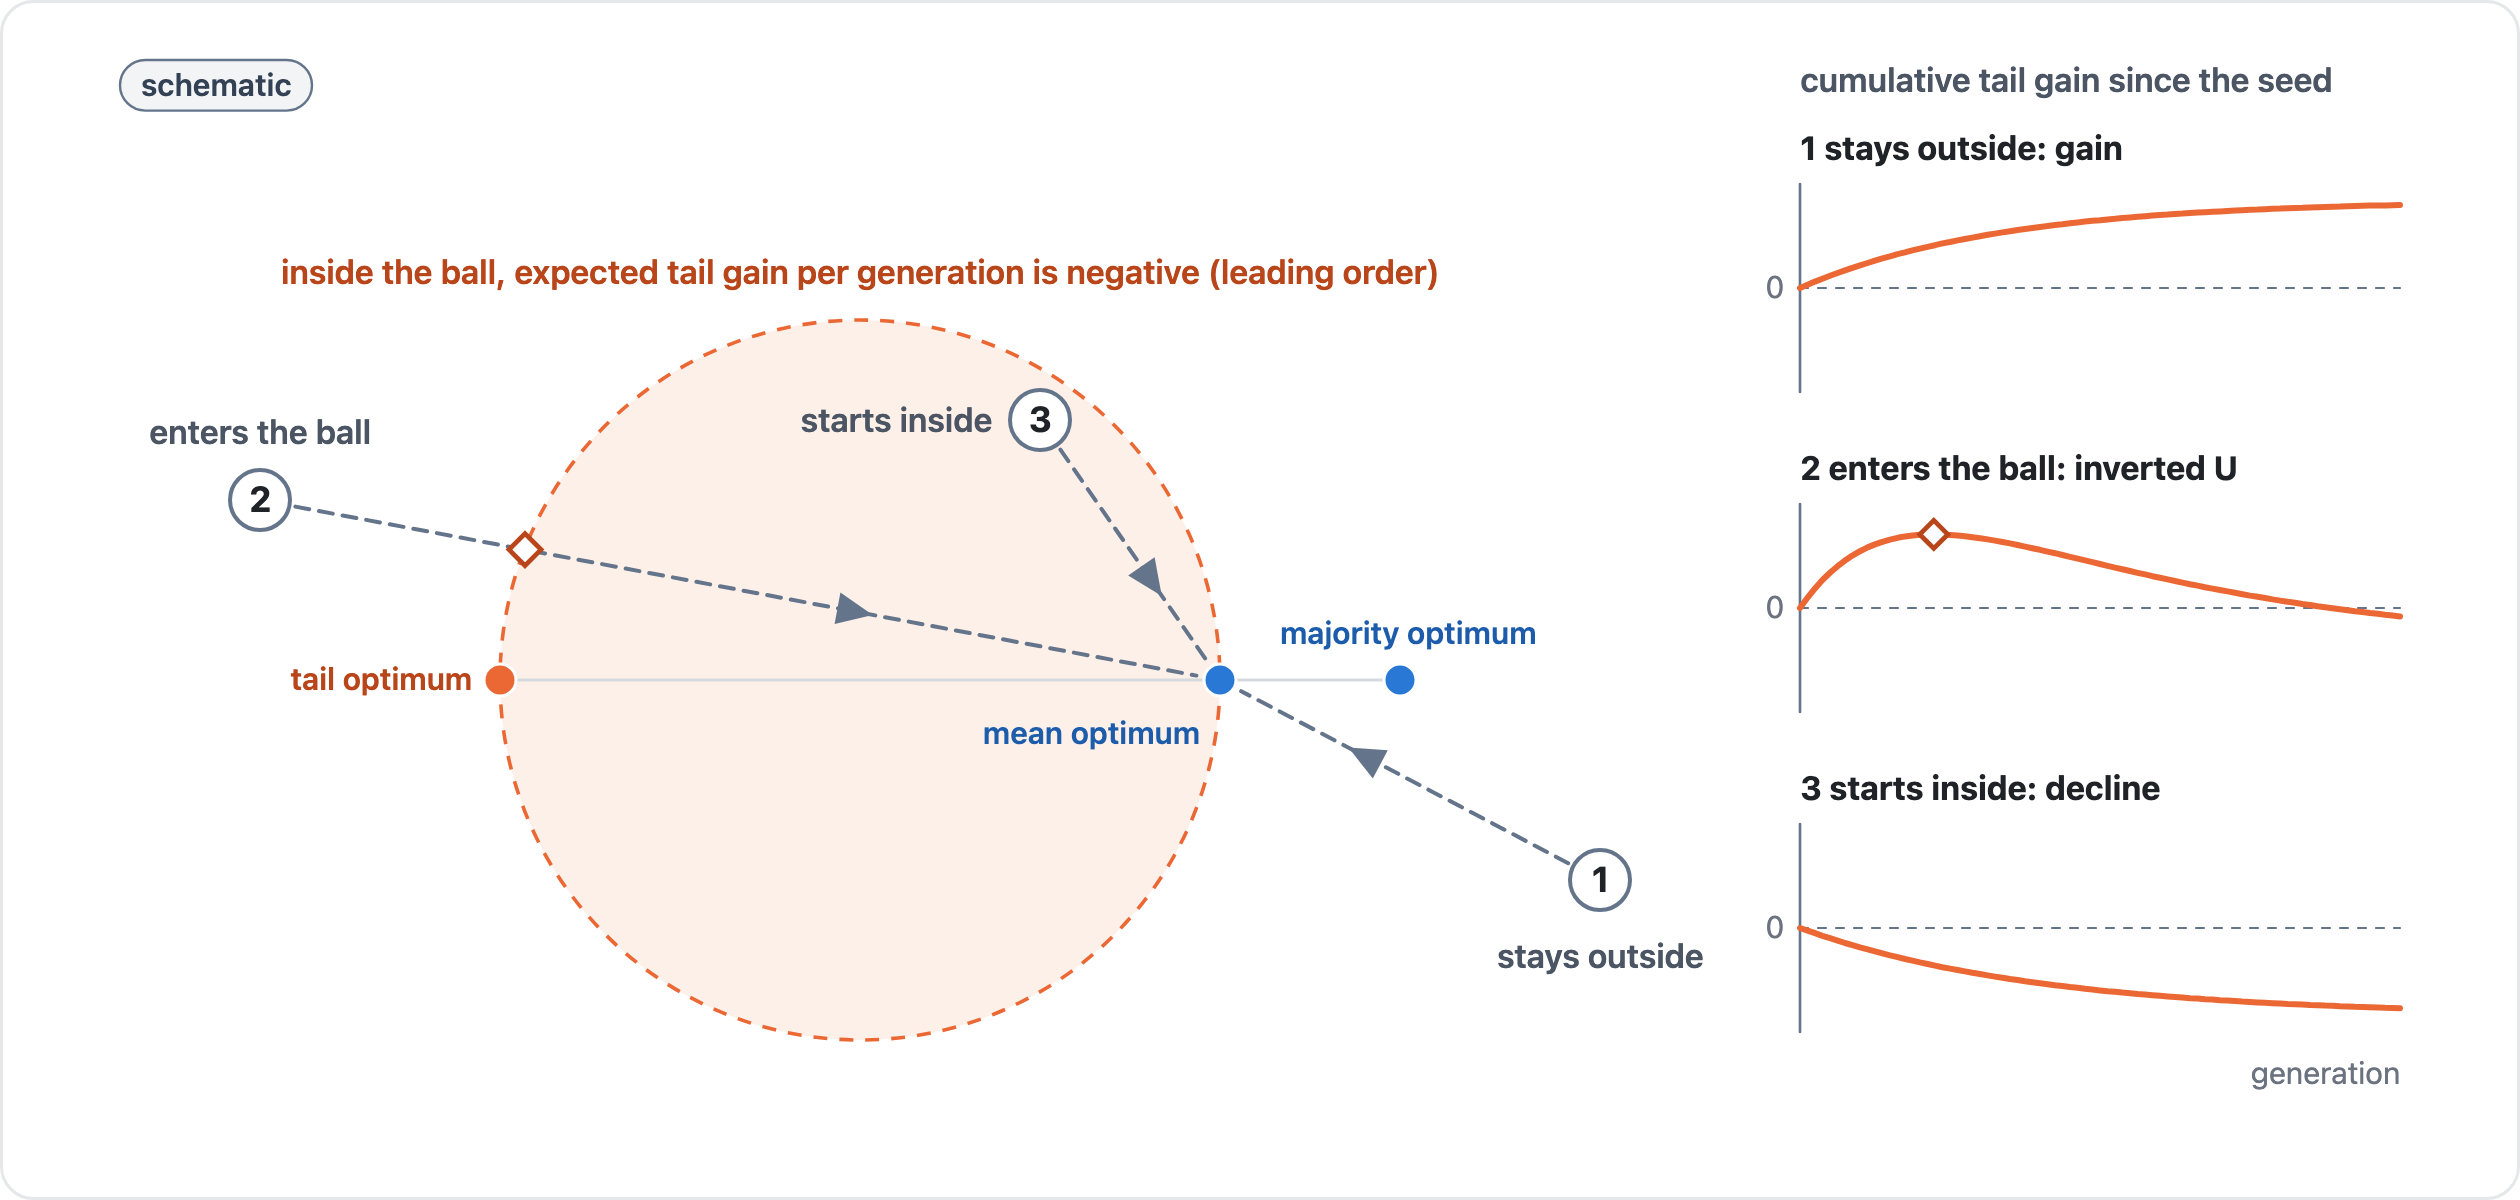 schematic
inside the ball, expected tail gain per generation is negative (leading order)
enters the ball
2
starts inside
3
tail optimum
mean optimum
majority optimum
1
stays outside
cumulative tail gain since the seed
1 stays outside: gain
0
2 enters the ball: inverted U
0
3 starts inside: decline
0
generation